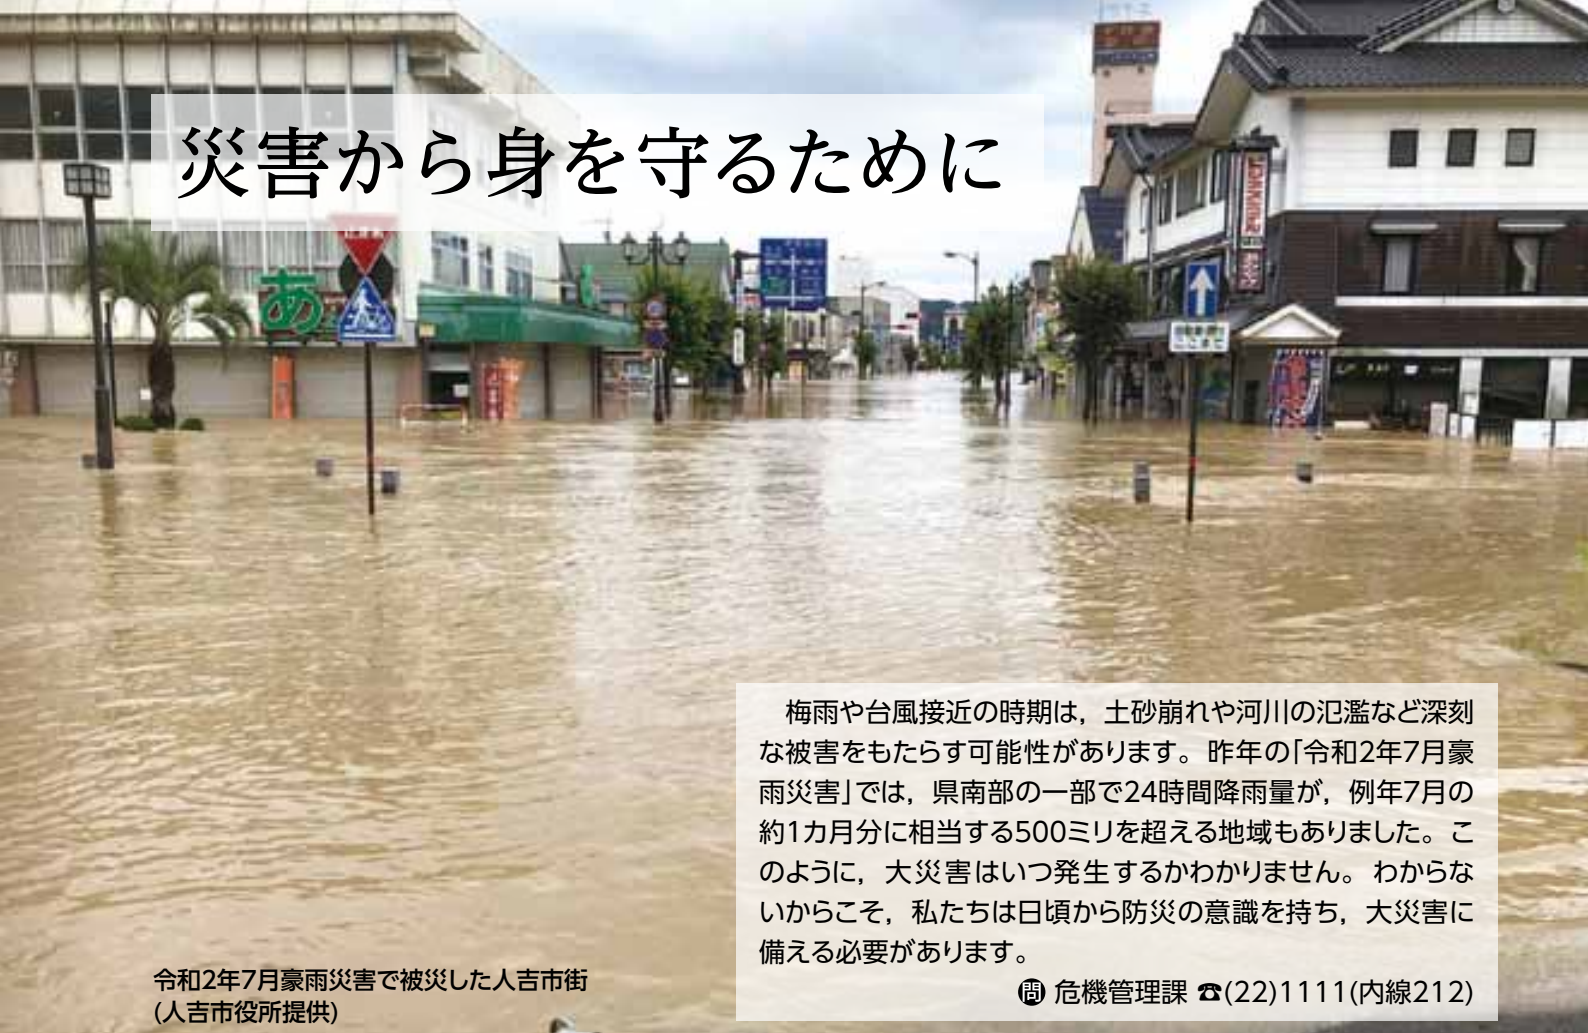 災害から身を守るために
あ
梅雨や台風接近の時期は，土砂崩れや河川の氾濫など深刻
な被害をもたらす可能性があります。昨年の｢令和2年7月豪
雨災害｣では，県南部の一部で24時間降雨量が，例年7月の
約1カ月分に相当する500ミリを超える地域もありました。こ
のように，大災害はいつ発生するかわかりません。わからな
いからこそ，私たちは日頃から防災の意識を持ち，大災害に
備える必要があります。
問 危機管理課 ☎(22)1111(内線212)
令和2年7月豪雨災害で被災した人吉市街
(人吉市役所提供)